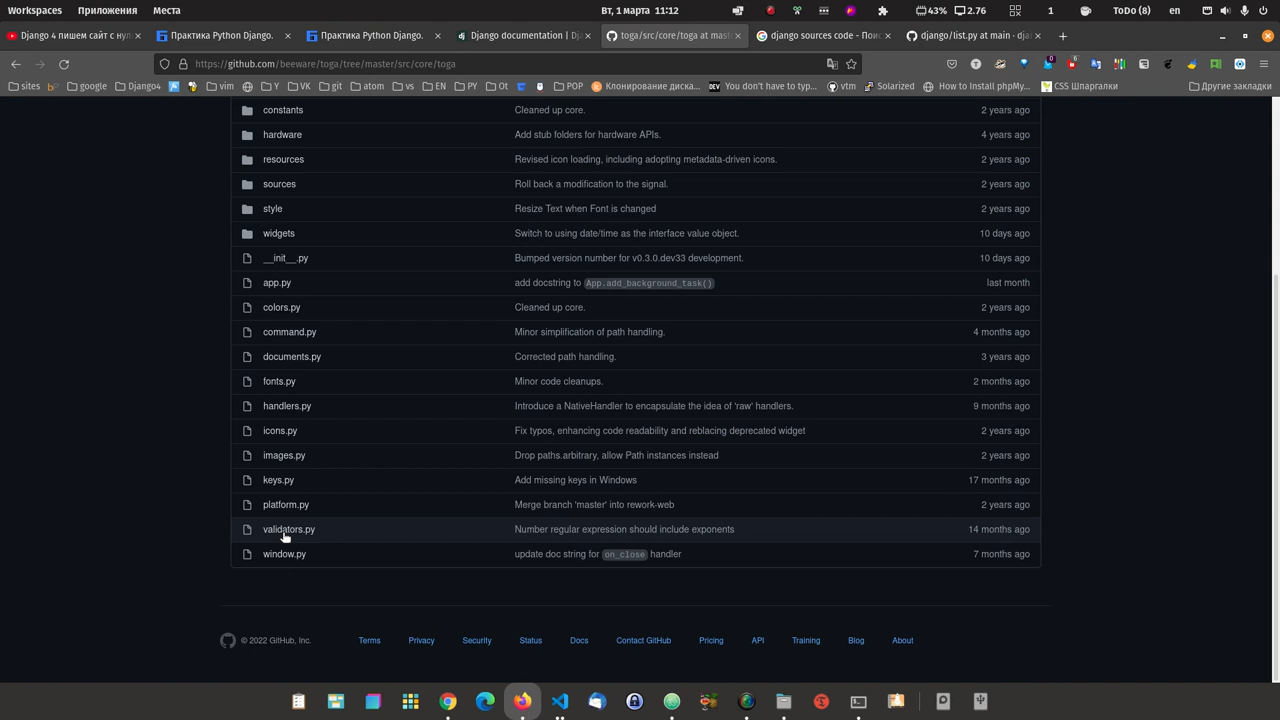 Workspaces Приложения Места Вт, 1 марта 11:12 1 43% 2.76 ToDo (8) en
Django 4 пишем сайт с нул Практика Python Django. Практика Python Django. Django documentation | Dj toga/src/core/toga at mast django sources code - Пои django/list.py at main · dja
https://github.com/beeware/toga/tree/master/src/core/toga
sites google Django4 vim Y VK git atom vs EN PY Ot POP Клонирование диска... You don't have to typ... vtm Solarized How to Install phpMy... CSS Шпаргалки Другие закладки
constants Cleaned up core. 2 years ago
hardware Add stub folders for hardware APIs. 4 years ago
resources Revised icon loading, including adopting metadata-driven icons. 2 years ago
sources Roll back a modification to the signal. 2 years ago
style Resize Text when Font is changed 2 years ago
widgets Switch to using date/time as the interface value object. 10 days ago
__init__.py Bumped version number for v0.3.0.dev33 development. 10 days ago
app.py add docstring to App.add_background_task() last month
colors.py Cleaned up core. 2 years ago
command.py Minor simplification of path handling. 4 months ago
documents.py Corrected path handling. 3 years ago
fonts.py Minor code cleanups. 2 months ago
handlers.py Introduce a NativeHandler to encapsulate the idea of 'raw' handlers. 9 months ago
icons.py Fix typos, enhancing code readability and reblacing deprecated widget 2 years ago
images.py Drop paths.arbitrary, allow Path instances instead 2 years ago
keys.py Add missing keys in Windows 17 months ago
platform.py Merge branch 'master' into rework-web 2 years ago
validators.py Number regular expression should include exponents 14 months ago
window.py update doc string for on_close handler 7 months ago
© 2022 GitHub, Inc. Terms Privacy Security Status Docs Contact GitHub Pricing API Training Blog About